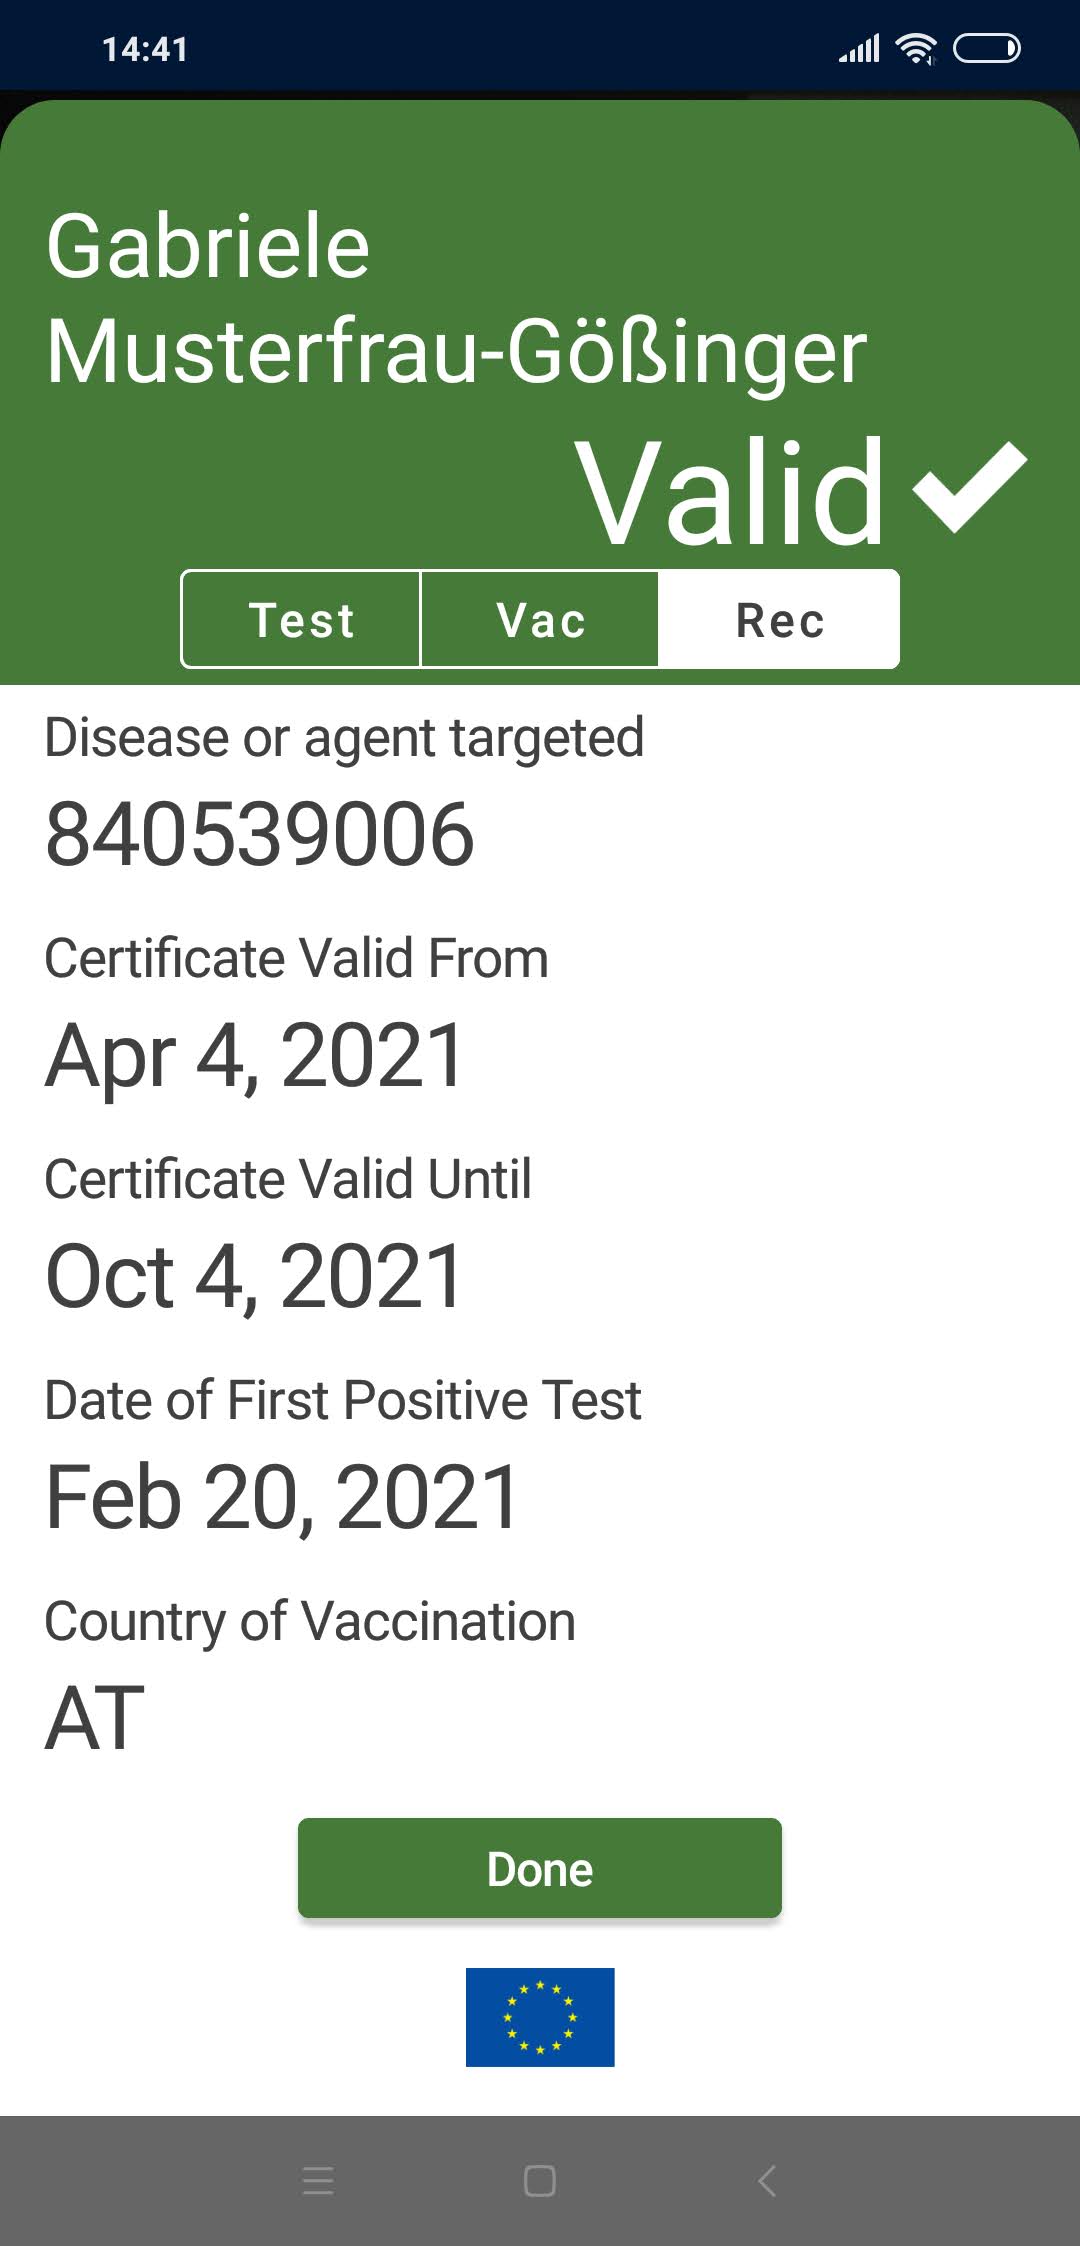 14:41
Gabriele
Musterfrau-Gößinger
Valid
Test Vac Rec
Disease or agent targeted
840539006
Certificate Valid From
Apr 4, 2021
Certificate Valid Until
Oct 4, 2021
Date of First Positive Test
Feb 20, 2021
Country of Vaccination
AT
Done